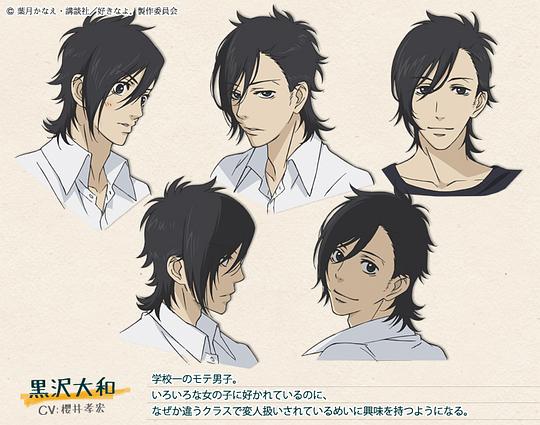 © 葉月かなえ・講談社／好きなよ。製作委員会
黒沢大和
CV:櫻井孝宏
学校一のモテ男子。
いろいろな女の子に好かれているのに、
なぜか違うクラスで変人扱いされているめいに興味を持つようになる。